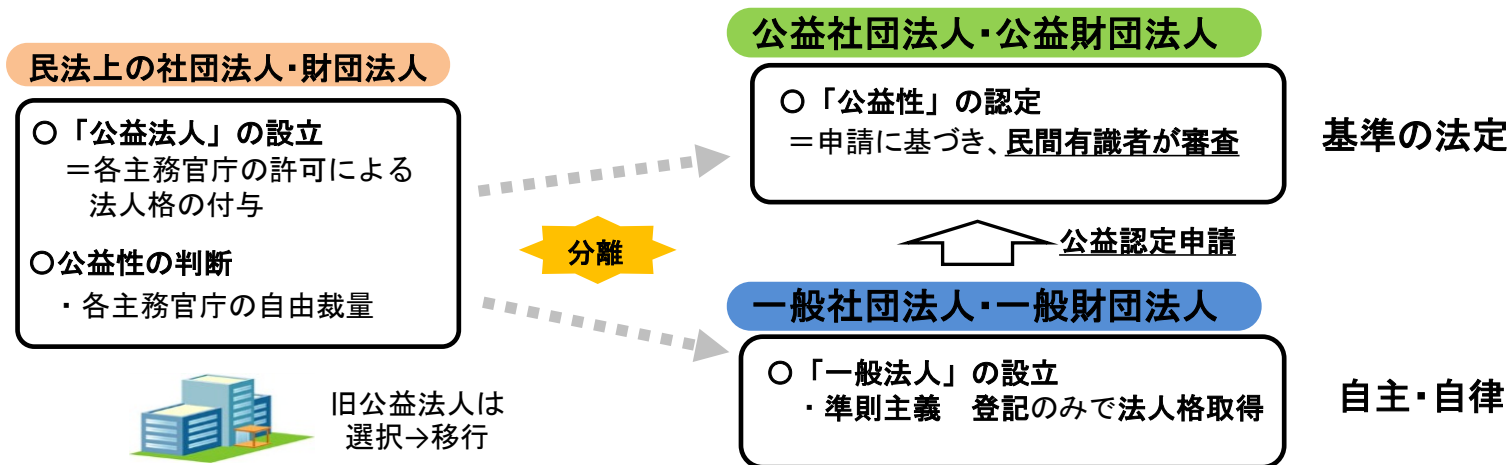 民法上の社団法人・財団法人
〇「公益法人」の設立
＝各主務官庁の許可による
法人格の付与
〇公益性の判断
・各主務官庁の自由裁量
旧公益法人は
選択→移行
分離
公益社団法人・公益財団法人
〇「公益性」の認定
＝申請に基づき、民間有識者が審査
基準の法定
公益認定申請
一般社団法人・一般財団法人
〇「一般法人」の設立
・準則主義　登記のみで法人格取得
自主・自律